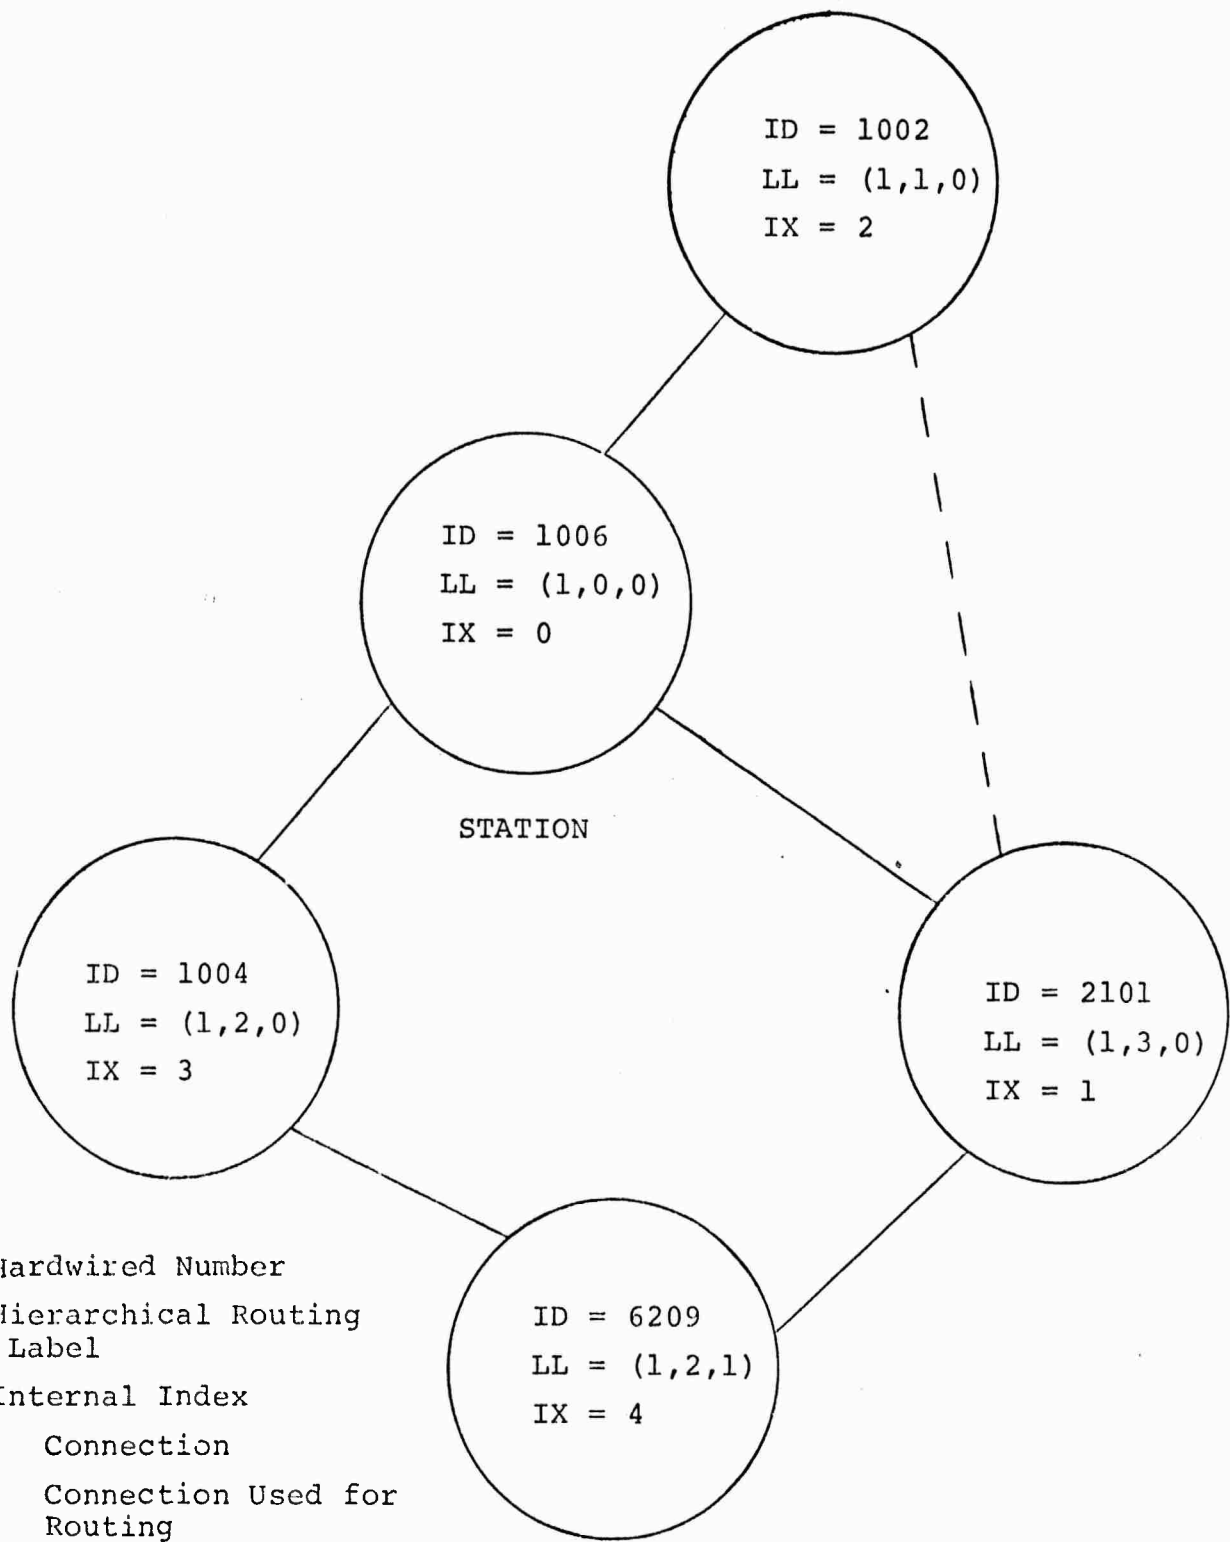 ID = 1002
LL = (1,1,0)
IX = 2
ID = 1006
LL = (1,0,0)
IX = 0
STATION
ID = 1004
LL = (1,2,0)
IX = 3
ID = 2101
LL = (1,3,0)
IX = 1
Hardwired Number
Hierarchical Routing
Label
Internal Index
Connection
Connection Used for
Routing
ID = 6209
LL = (1,2,1)
IX = 4